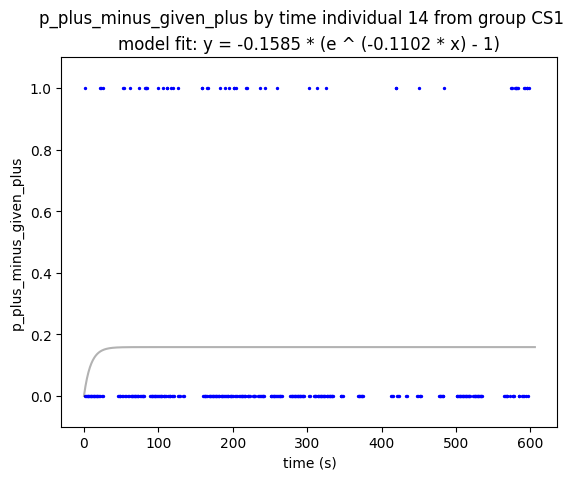 p_plus_minus_given_plus by time individual 14 from group CS1
model fit: y = -0.1585 * (e ^ (-0.1102 * x) - 1)
1.0
0.8
0.6
0.4
0.2
0.0
p_plus_minus_given_plus
0 100 200 300 400 500 600
time (s)